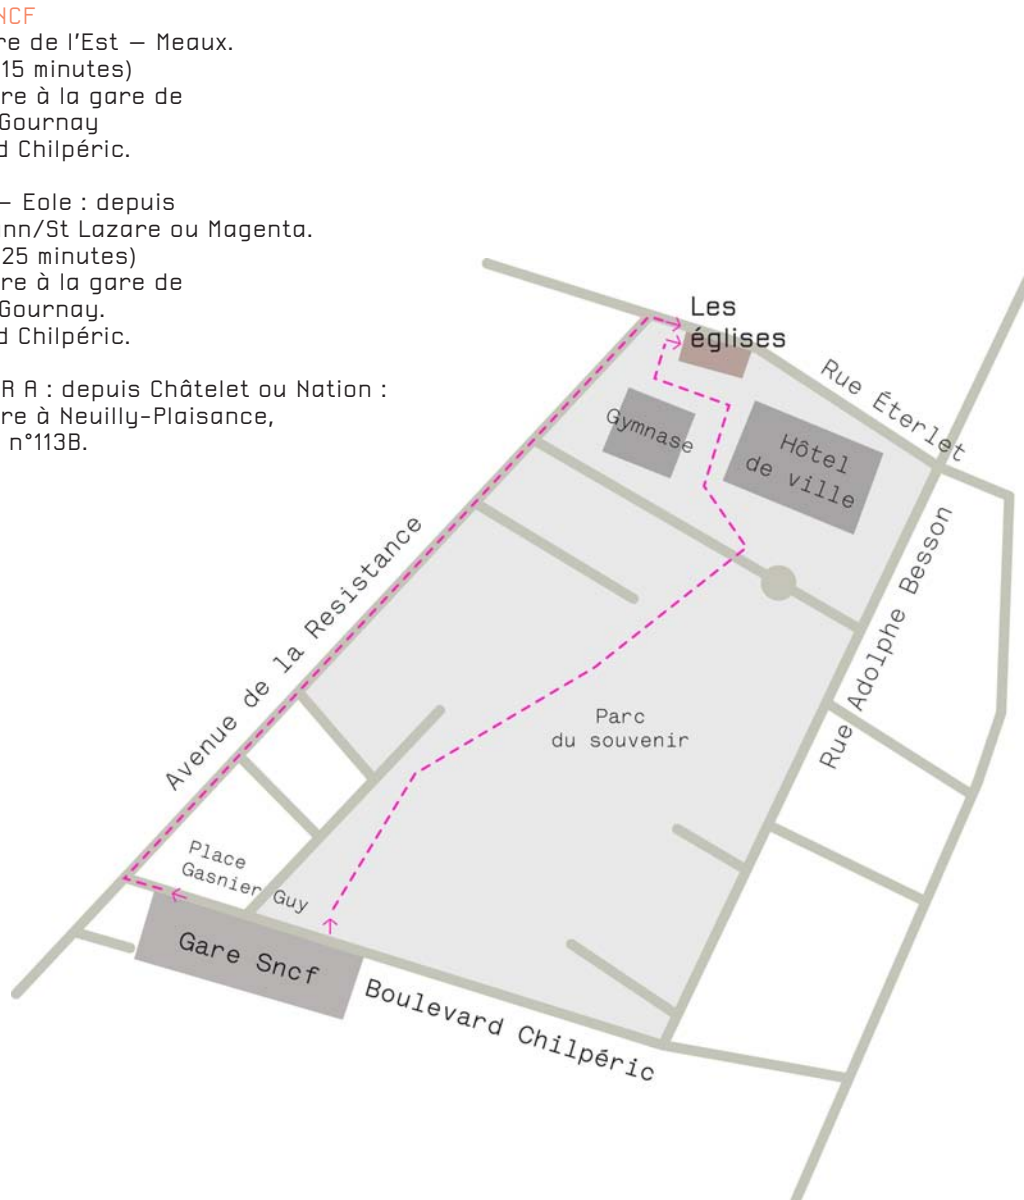 NCF
re de l'Est – Meaux.
15 minutes)
re à la gare de
Gournay
d Chilpéric.
– Eole : depuis
nn/St Lazare ou Magenta.
25 minutes)
re à la gare de
Gournay.
d Chilpéric.
R A : depuis Châtelet ou Nation :
re à Neuilly-Plaisance,
n°113B.
Les
églises
Rue Éterlet
Gymnase
Hôtel
de ville
Avenue de la Resistance
Rue Adolphe Besson
Parc
du souvenir
Place
Gasnier Guy
Gare Sncf
Boulevard Chilpéric